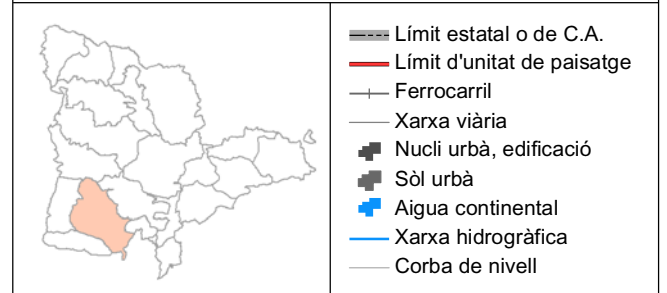 Límit estatal o de C.A.
Límit d'unitat de paisatge
Ferrocarril
Xarxa viària
Nucli urbà, edificació
Sòl urbà
Aigua continental
Xarxa hidrogràfica
Corba de nivell